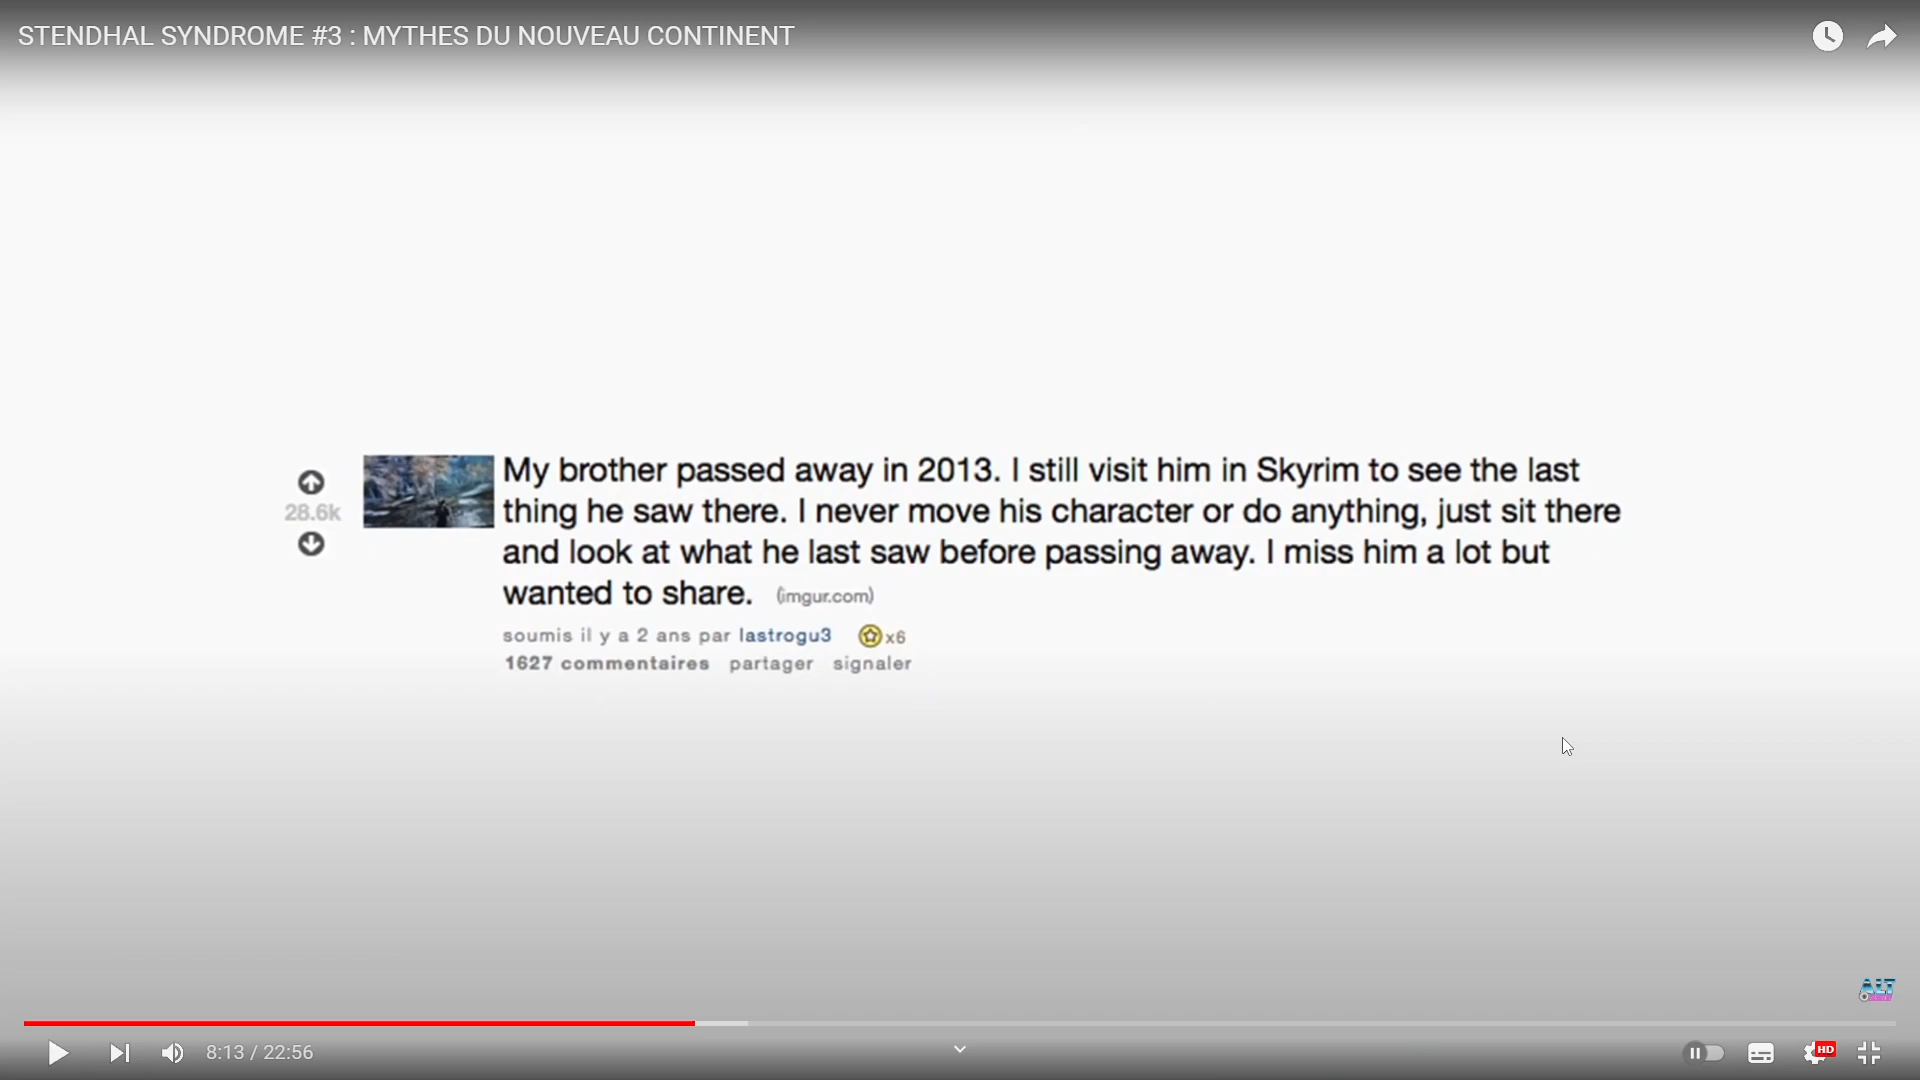 STENDHAL SYNDROME #3 : MYTHES DU NOUVEAU CONTINENT
My brother passed away in 2013. I still visit him in Skyrim to see the last
thing he saw there. I never move his character or do anything, just sit there
28.6k
and look at what he last saw before passing away. I miss him a lot but
wanted to share. (imgur.com)
soumis il y a 2 ans par lastrogu3 x6
1627 commentaires partager signaler
ALT
8:13 / 22:56
HD